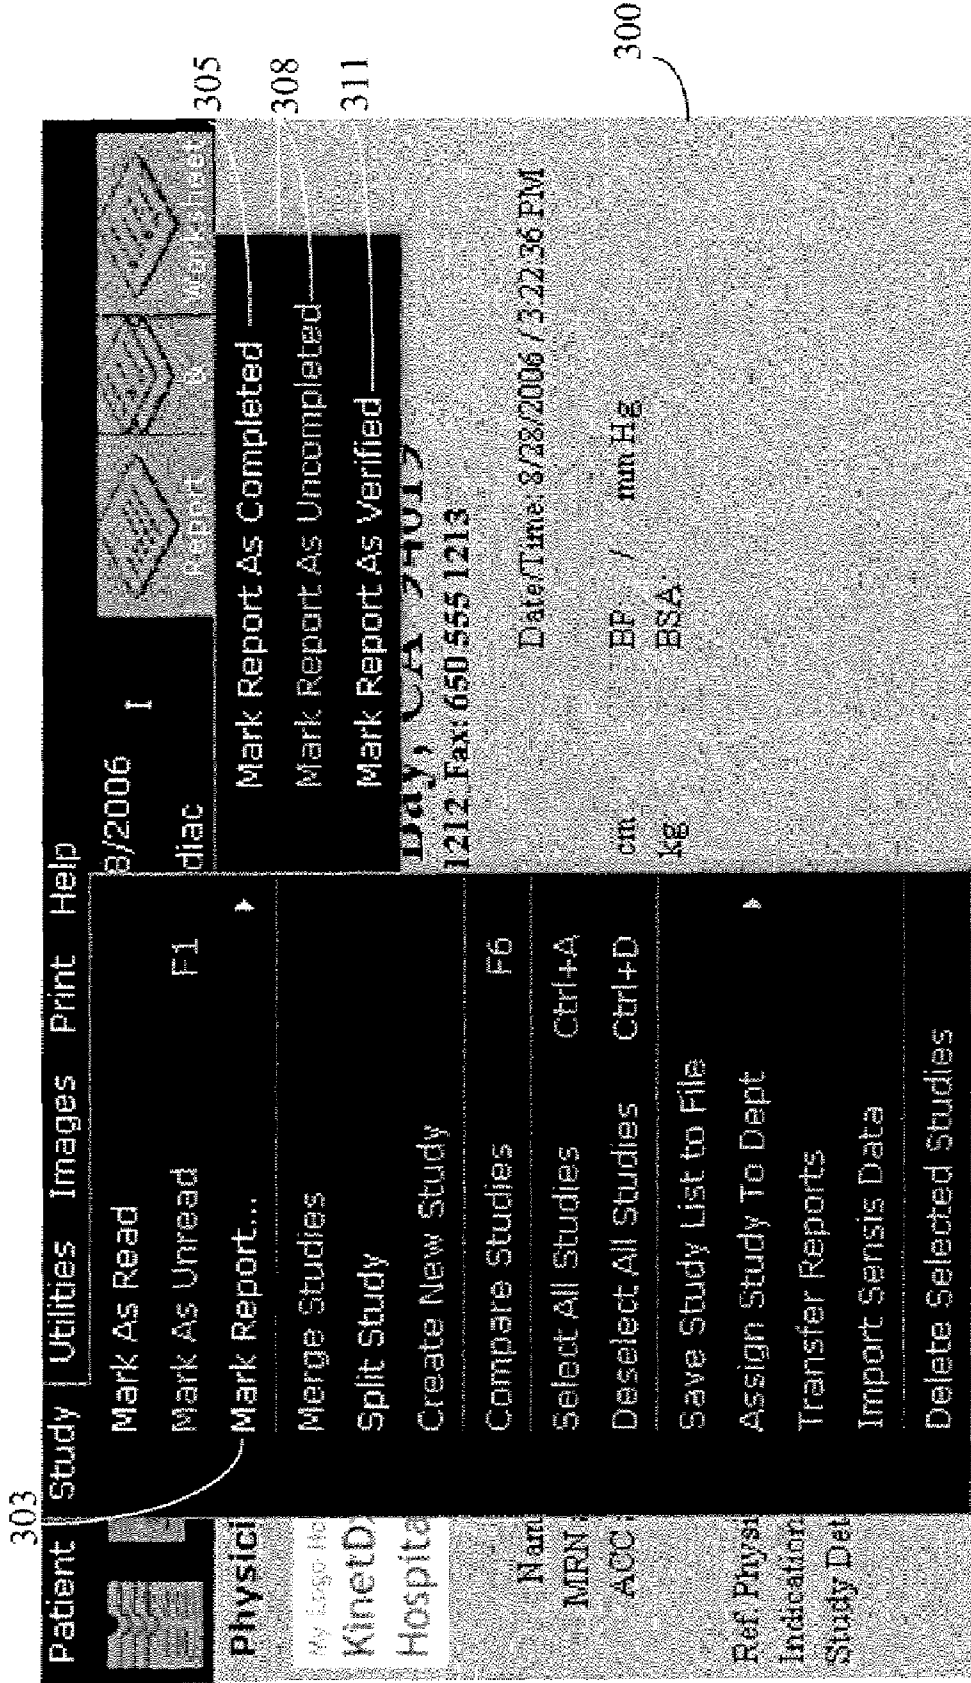 303
305
308
311
300
Patient Study Utilities Images Print Help
Mark As Read
Mark As Unread F1
Mark Report...
Merge Studies
Split Study
Create New Study
Compare Studies F6
Select All Studies Ctrl+A
Deselect All Studies Ctrl+D
Save Study List to File
Assign Study To Dept
Transfer Reports
Import Sensis Data
Delete Selected Studies
8/2006
diac
Report & Worksheet
Mark Report As Completed
Mark Report As Uncompleted
Mark Report As Verified
Physici
My Logo
KinetD
Hospita
Day, CA 94019
1212 Fax: 650 555 1213
Nam
Date/Time: 8/28/2006 / 3:22:36 PM
MRN
ACC
cm BP / mm Hg
kg BSA:
Ref Physi
Indication
Study Det